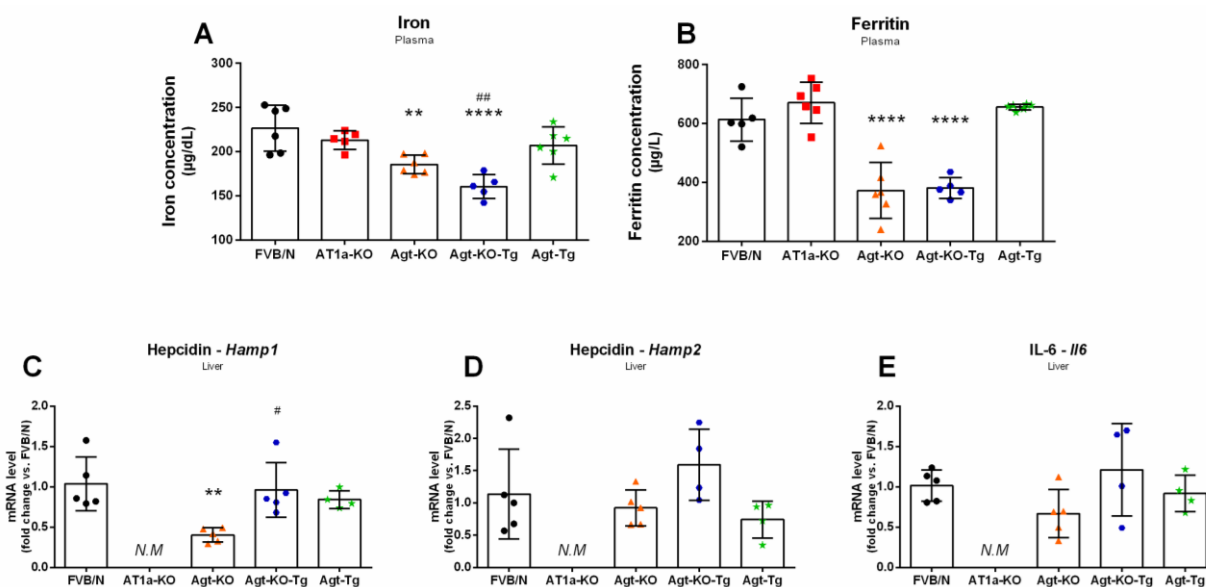 A
Iron
Plasma
Iron concentration
(µg/dL)
300
250
200
150
100
##
**
****
FVB/N
AT1a-KO
Agt-KO
Agt-KO-Tg
Agt-Tg
B
Ferritin
Plasma
Ferritin concentration
(µg/L)
800
600
400
200
****
****
FVB/N
AT1a-KO
Agt-KO
Agt-KO-Tg
Agt-Tg
C
Hepcidin - Hamp1
Liver
mRNA level
(fold change vs. FVB/N)
2.0
1.5
1.0
0.5
0.0
#
**
N.M
FVB/N
AT1a-KO
Agt-KO
Agt-KO-Tg
Agt-Tg
D
Hepcidin - Hamp2
Liver
mRNA level
(fold change vs. FVB/N)
2.5
2.0
1.5
1.0
0.5
0.0
N.M
FVB/N
AT1a-KO
Agt-KO
Agt-KO-Tg
Agt-Tg
E
IL-6 - Il6
Liver
mRNA level
(fold change vs. FVB/N)
2.0
1.5
1.0
0.5
0.0
N.M
FVB/N
AT1a-KO
Agt-KO
Agt-KO-Tg
Agt-Tg